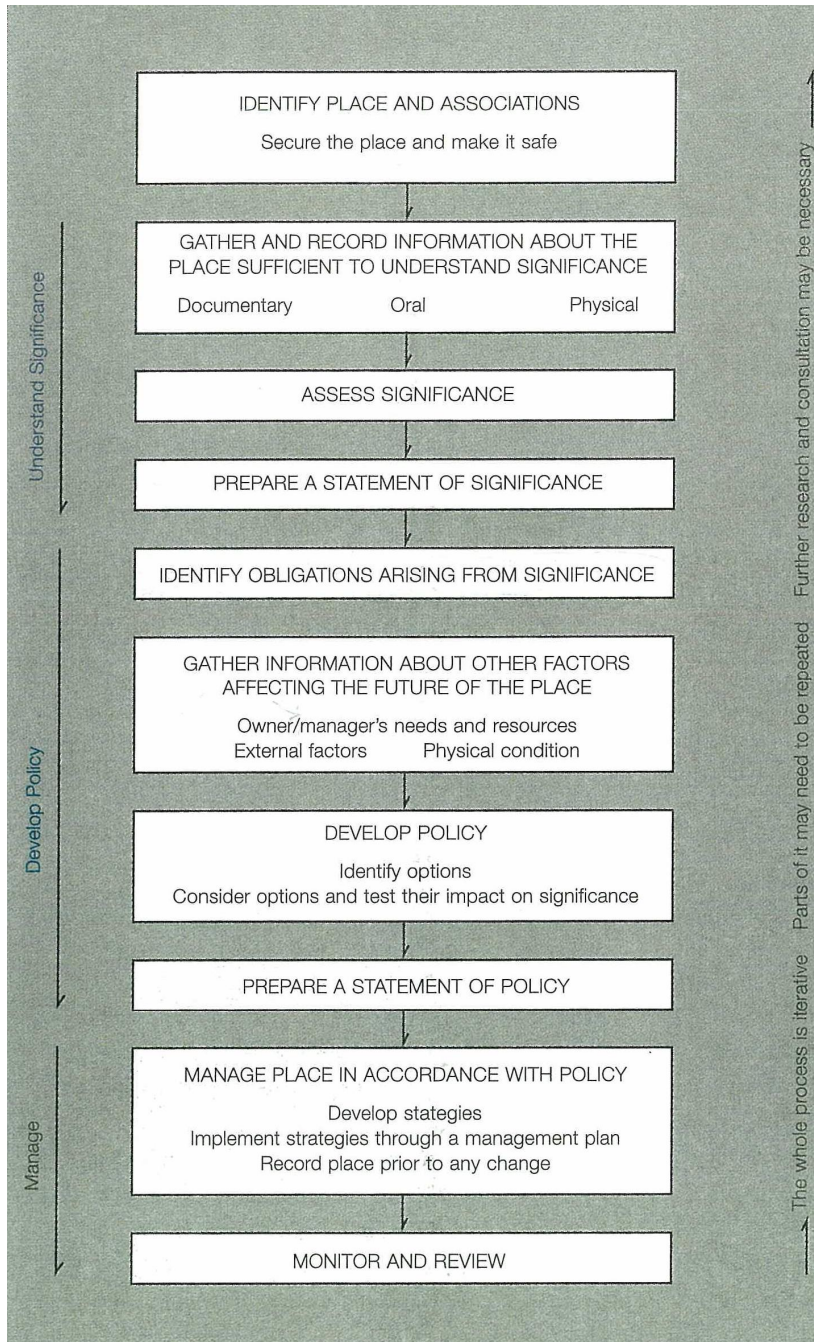 IDENTIFY PLACE AND ASSOCIATIONS
Secure the place and make it safe
GATHER AND RECORD INFORMATION ABOUT THE
PLACE SUFFICIENT TO UNDERSTAND SIGNIFICANCE
Documentary Oral Physical
ASSESS SIGNIFICANCE
PREPARE A STATEMENT OF SIGNIFICANCE
Understand Significance
IDENTIFY OBLIGATIONS ARISING FROM SIGNIFICANCE
GATHER INFORMATION ABOUT OTHER FACTORS
AFFECTING THE FUTURE OF THE PLACE
Owner/manager's needs and resources
External factors Physical condition
DEVELOP POLICY
Identify options
Consider options and test their impact on significance
PREPARE A STATEMENT OF POLICY
Develop Policy
MANAGE PLACE IN ACCORDANCE WITH POLICY
Develop stategies
Implement strategies through a management plan
Record place prior to any change
MONITOR AND REVIEW
Manage
The whole process is iterative Parts of it may need to be repeated Further research and consultation may be necessary